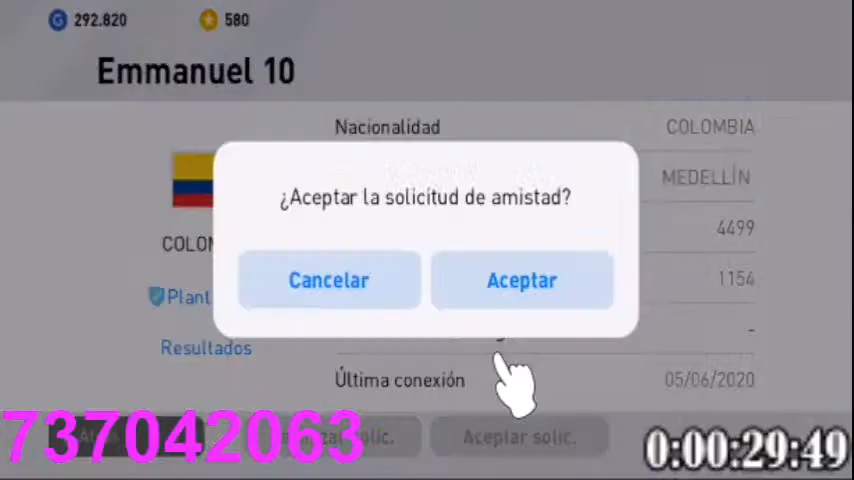 292.820 580
Emmanuel 10
Nacionalidad COLOMBIA
MEDELLÍN
¿Aceptar la solicitud de amistad?
4499
COLOM
Cancelar Aceptar
1154
Plant
-
Resultados
Última conexión 05/06/2020
Aceptar solic.
737042063
0:00:29:49